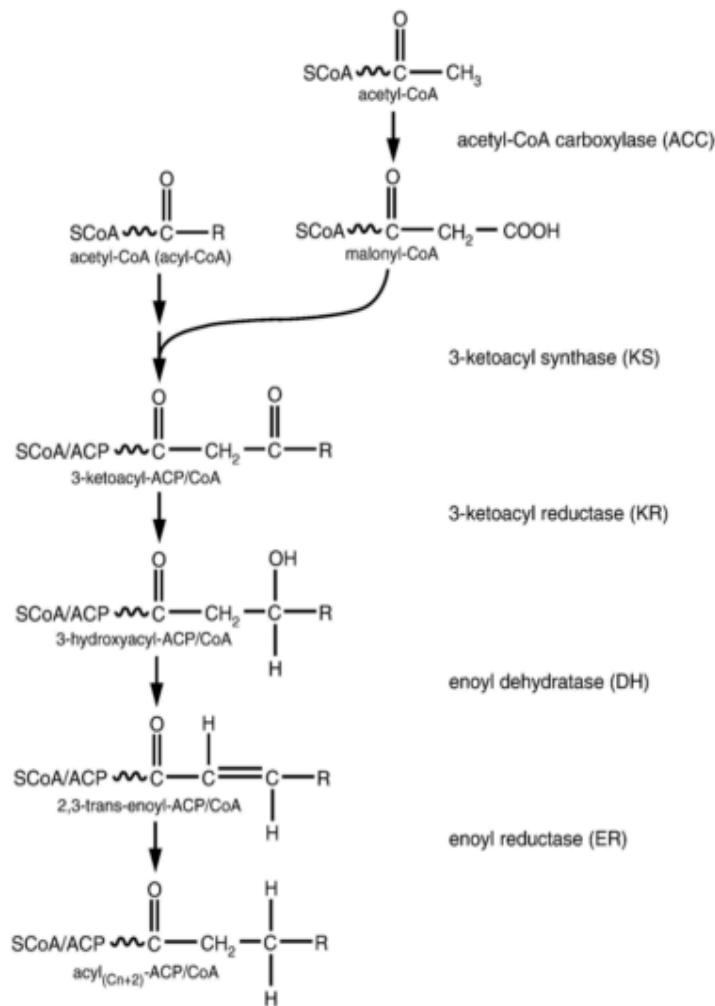 O
SCoA C CH3
acetyl-CoA
acetyl-CoA carboxylase (ACC)
O
SCoA C R
acetyl-CoA (acyl-CoA)
O
SCoA C CH2 COOH
malonyl-CoA
3-ketoacyl synthase (KS)
O O
SCoA/ACP C CH2 C R
3-ketoacyl-ACP/CoA
3-ketoacyl reductase (KR)
O OH
SCoA/ACP C CH2 C R
3-hydroxyacyl-ACP/CoA
H
enoyl dehydratase (DH)
O H
SCoA/ACP C C C R
2,3-trans-enoyl-ACP/CoA
H
enoyl reductase (ER)
O H
SCoA/ACP C CH2 C R
acyl(Cn+2)-ACP/CoA
H